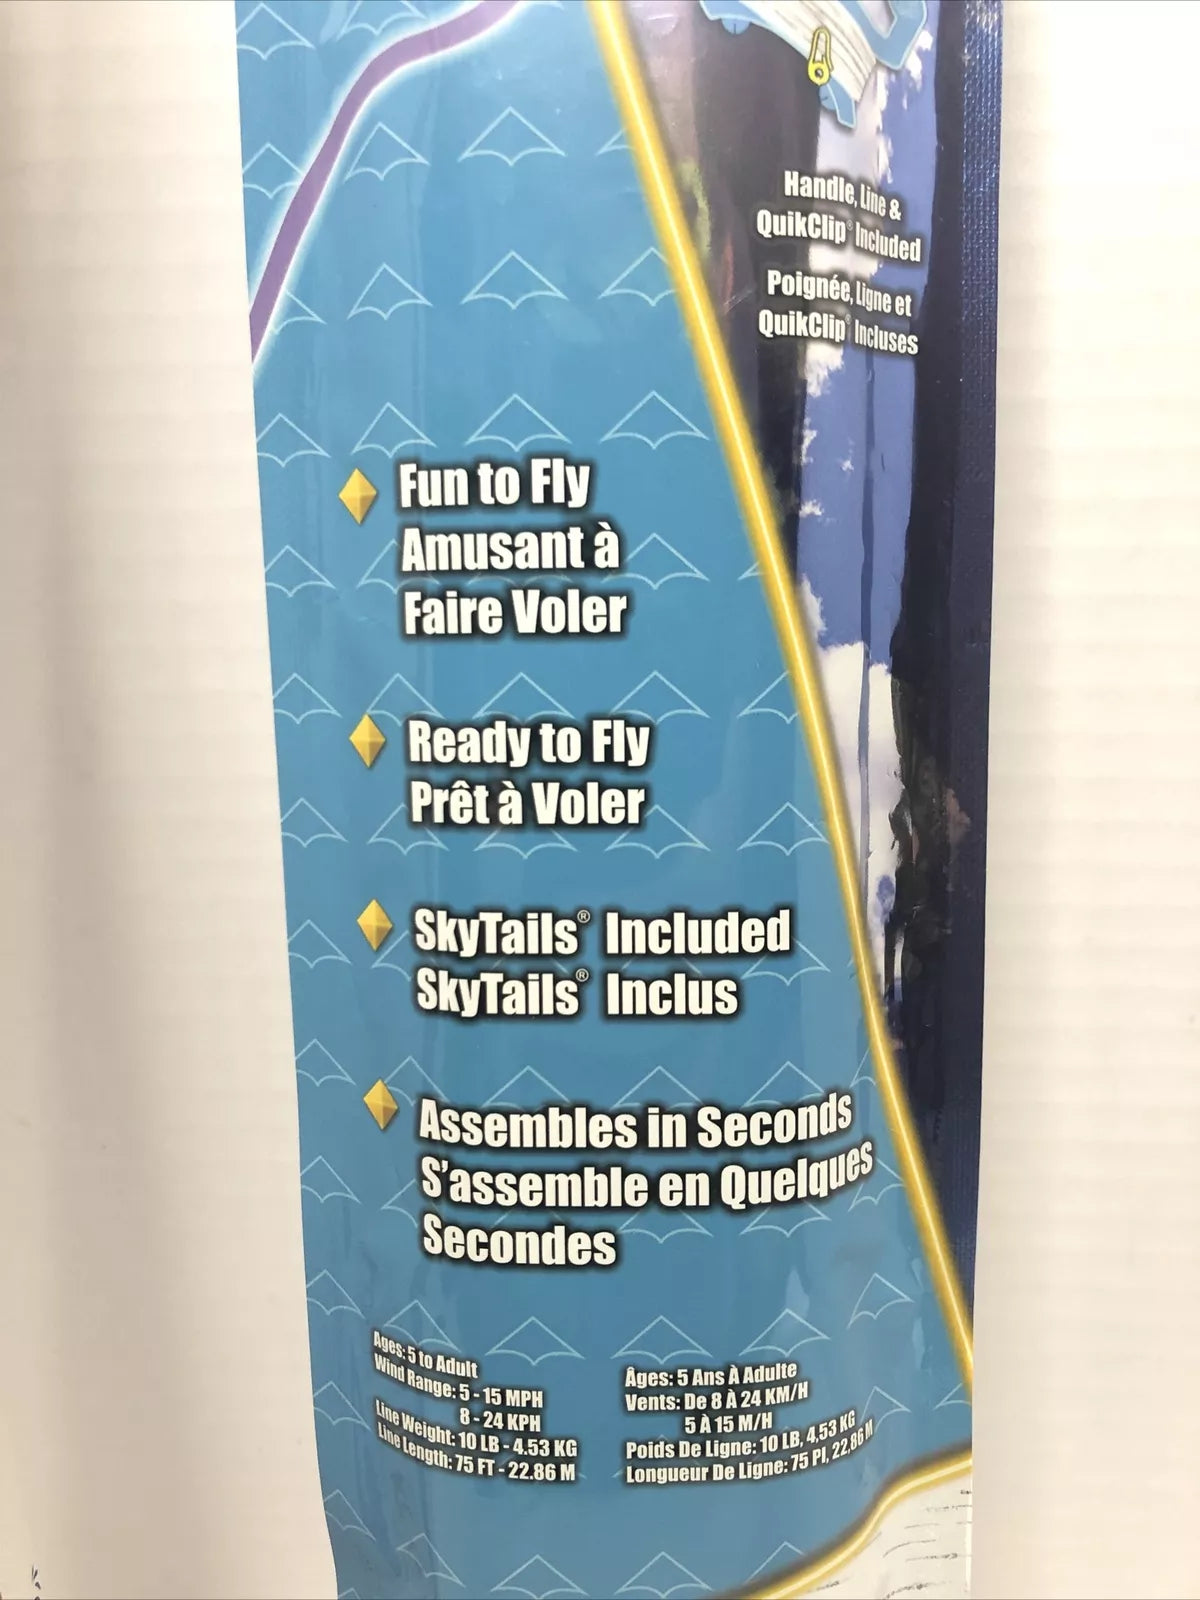 Handle, Line &
QuikClip® Included
Poignée, Ligne et
QuikClip® Incluses
Fun to Fly
Amusant à
Faire Voler
Ready to Fly
Prêt à Voler
SkyTails® Included
SkyTails® Inclus
Assembles in Seconds
S'assemble en Quelques
Secondes
Ages: 5 to Adult
Wind Range: 5 - 15 MPH
8 - 24 KPH
Line Weight: 10 LB - 4.53 KG
Line Length: 75 FT - 22.86 M
Âges: 5 Ans À Adulte
Vents: De 8 À 24 KM/H
5 À 15 M/H
Poids De Ligne: 10 LB, 4,53 KG
Longueur De Ligne: 75 PI, 22,86 M